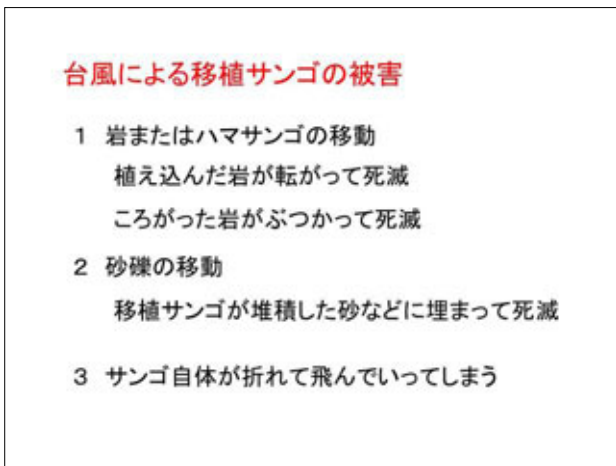 台風による移植サンゴの被害
1 岩またはハマサンゴの移動
植え込んだ岩が転がって死滅
ころがった岩がぶつかって死滅
2 砂礫の移動
移植サンゴが堆積した砂などに埋まって死滅
3 サンゴ自体が折れて飛んでいってしまう